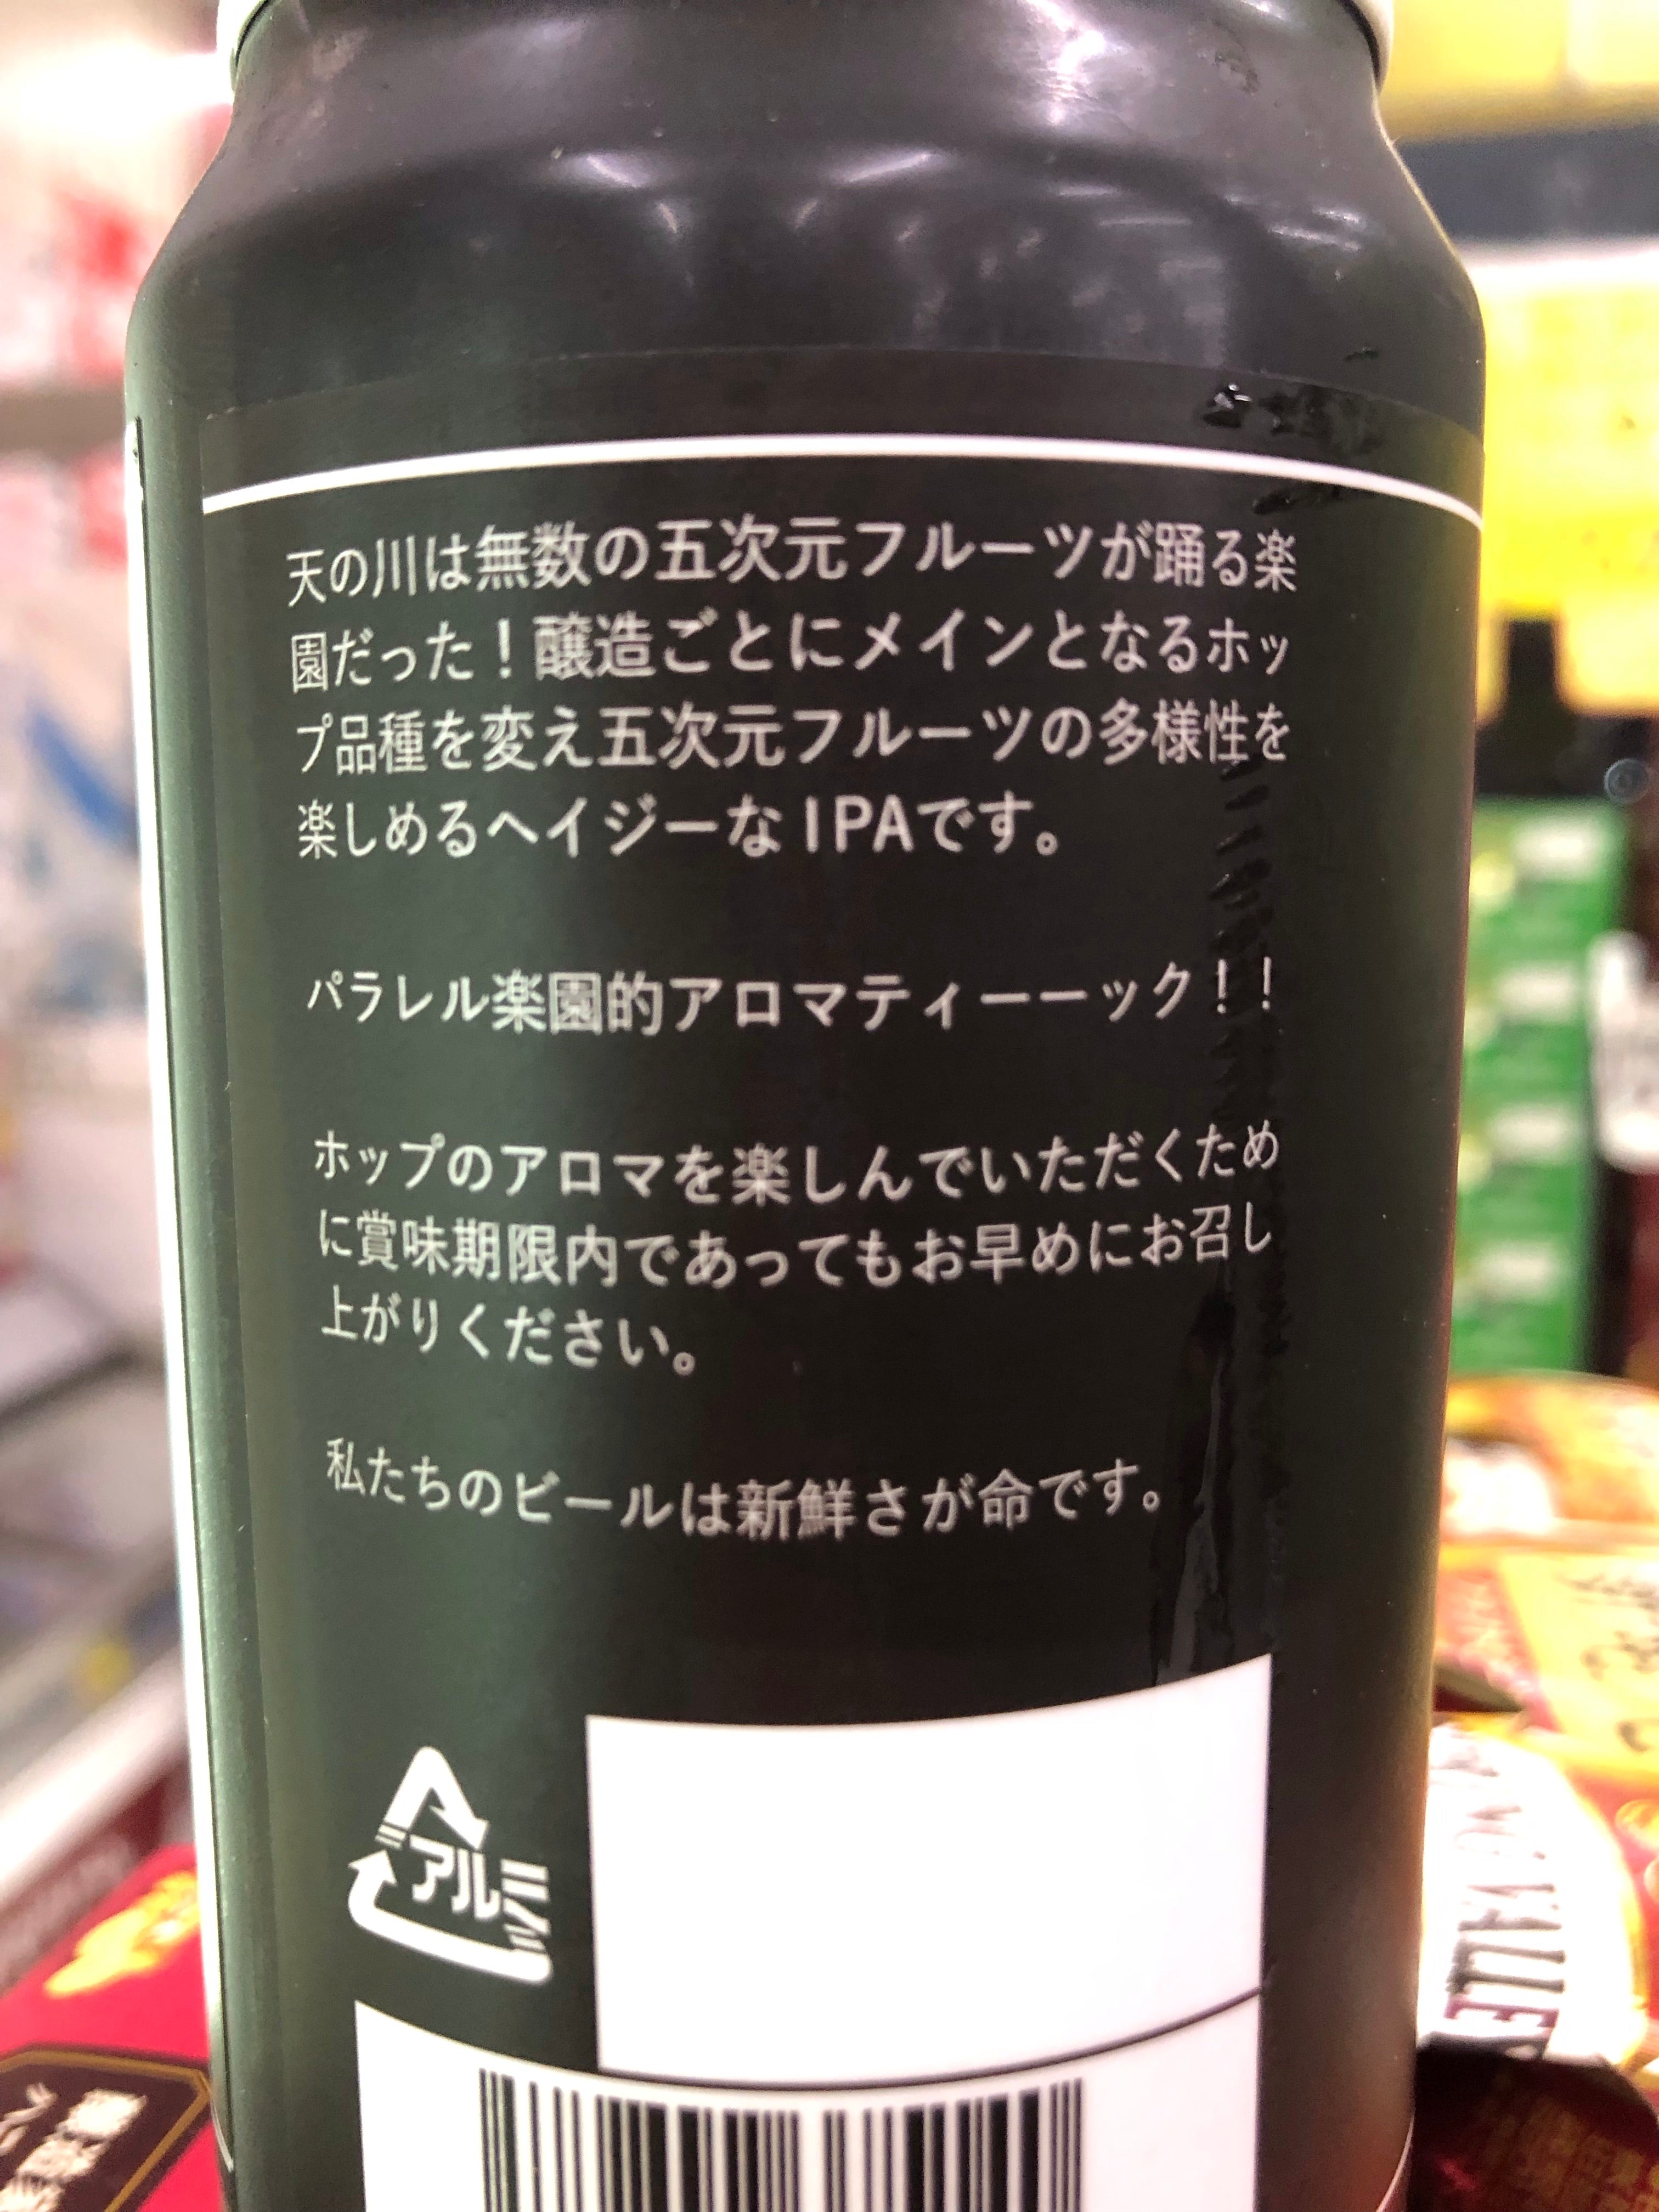 天の川は無数の五次元フルーツが踊る楽
園だった！醸造ごとにメインとなるホッ
プ品種を変え五次元フルーツの多様性を
楽しめるヘイジーなIPAです。
パラレル楽園的アロマティーーック！！
ホップのアロマを楽しんでいただくため
に賞味期限内であってもお早めにお召し
上がりください。
私たちのビールは新鮮さが命です。
アルミ